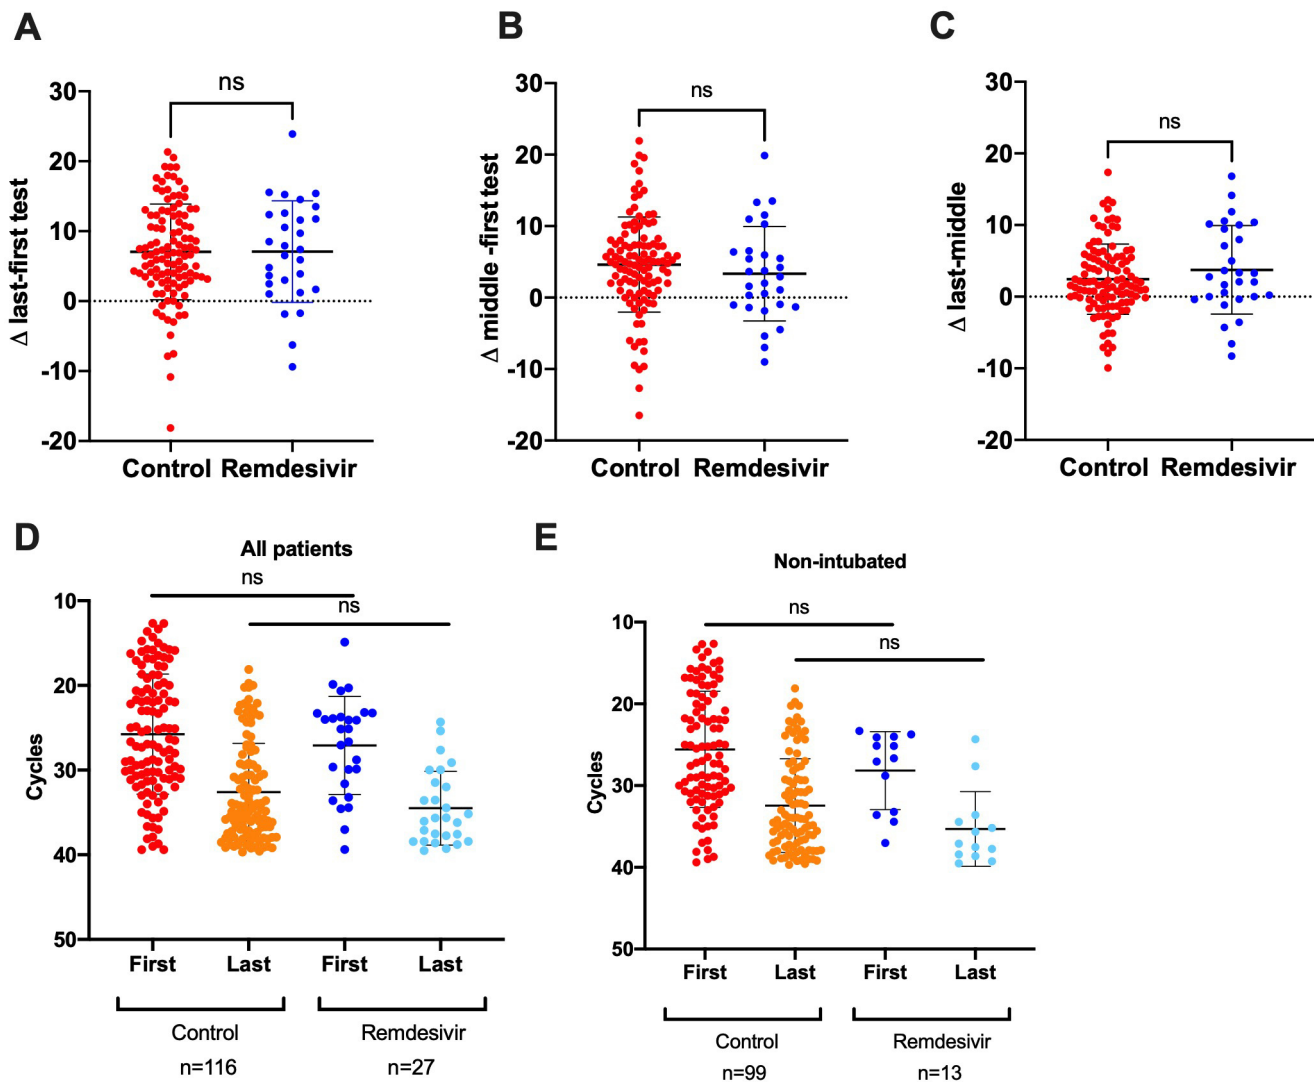 A
ns
30
20
10
0
-10
-20
Δ last-first test
Control Remdesivir
B
ns
30
20
10
0
-10
-20
Δ middle -first test
Control Remdesivir
C
ns
30
20
10
0
-10
-20
Δ last-middle
Control Remdesivir
D
All patients
ns
ns
10
20
30
40
50
Cycles
First Last First Last
Control Remdesivir
n=116 n=27
E
Non-intubated
ns
ns
10
20
30
40
50
Cycles
First Last First Last
Control Remdesivir
n=99 n=13